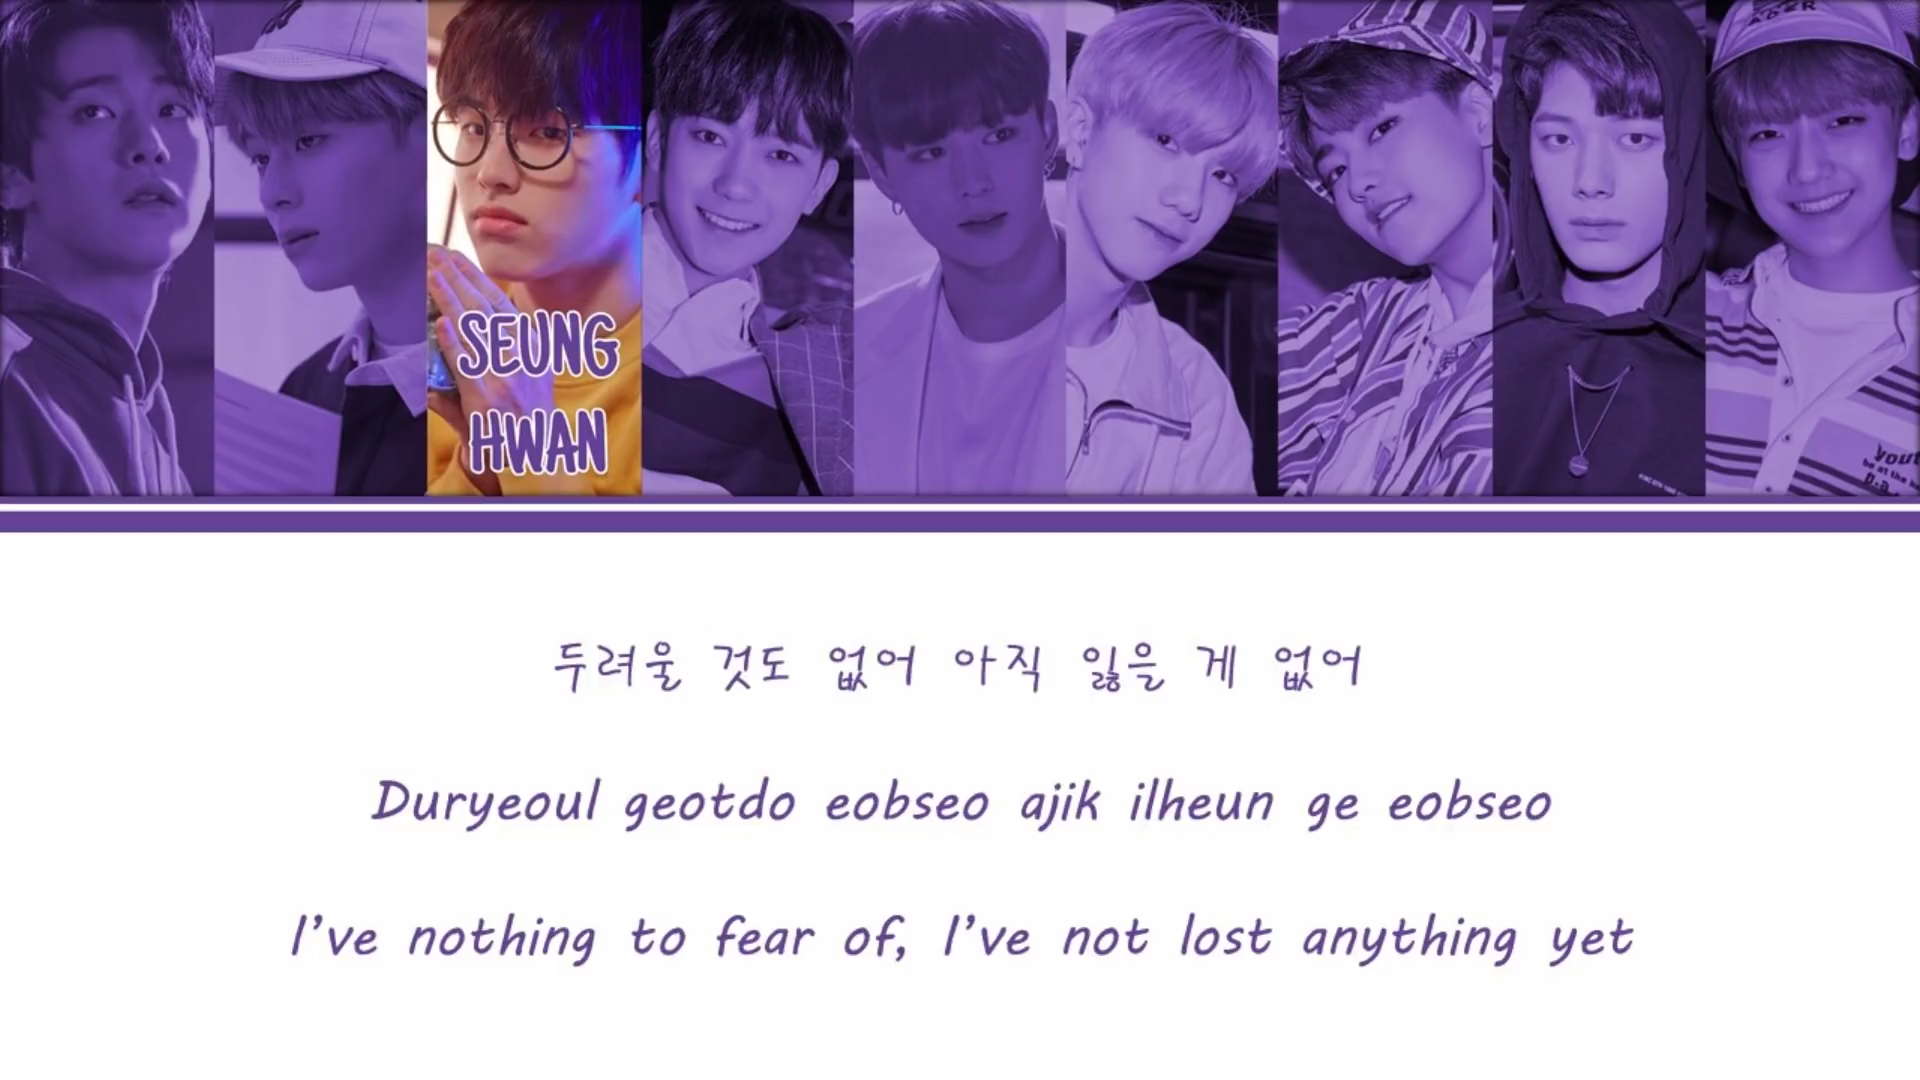 SEUNG
HWAN
두려울 것도 없어 아직 잃을 게 없어
Duryeoul geotdo eobseo ajik ilheun ge eobseo
I've nothing to fear of, I've not lost anything yet